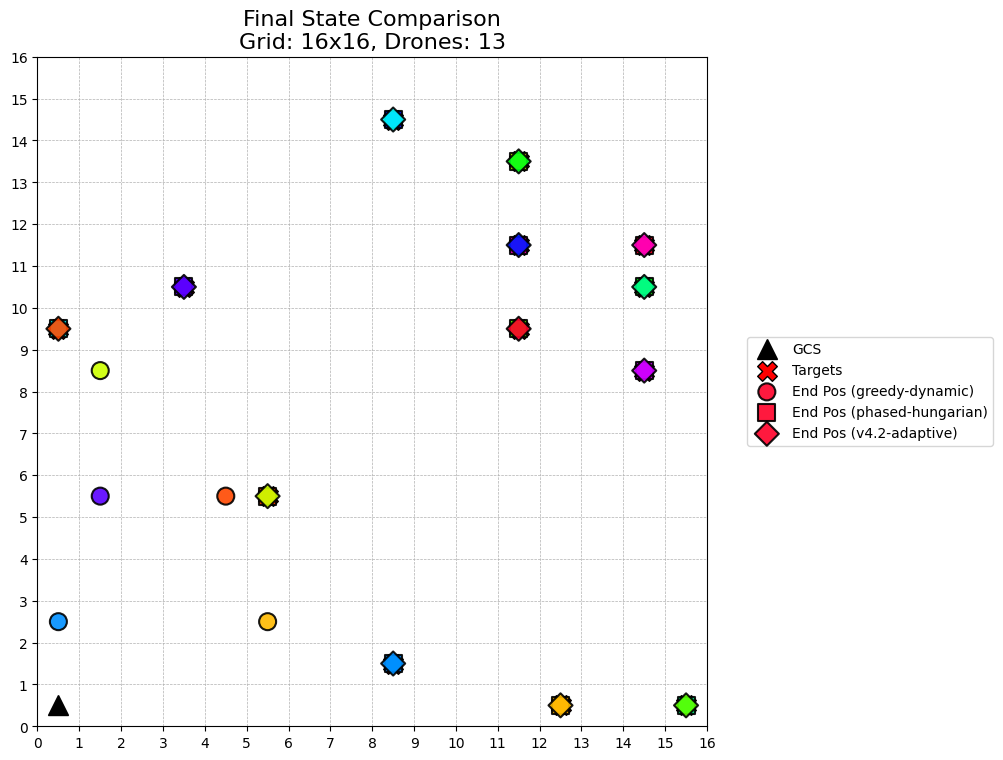 Final State Comparison
Grid: 16x16, Drones: 13
16
15
14
13
12
11
10
9
8
7
6
5
4
3
2
1
0
0 1 2 3 4 5 6 7 8 9 10 11 12 13 14 15 16
GCS
Targets
End Pos (greedy-dynamic)
End Pos (phased-hungarian)
End Pos (v4.2-adaptive)